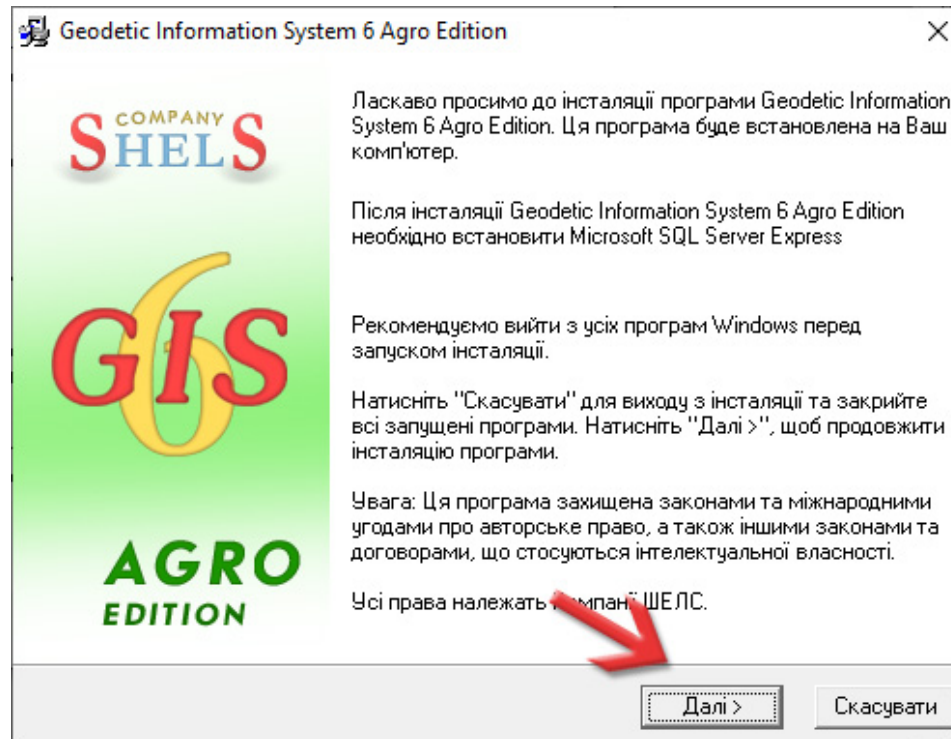 Geodetic Information System 6 Agro Edition
COMPANY
SHELS
GIS
6
AGRO
EDITION
Ласкаво просимо до інсталяції програми Geodetic Information
System 6 Agro Edition. Ця програма буде встановлена на Ваш
комп'ютер.
Після інсталяції Geodetic Information System 6 Agro Edition
необхідно встановити Microsoft SQL Server Express
Рекомендуємо вийти з усіх програм Windows перед
запуском інсталяції.
Натисніть "Скасувати" для виходу з інсталяції та закрийте
всі запущені програми. Натисніть "Далі >", щоб продовжити
інсталяцію програми.
Увага: Ця програма захищена законами та міжнародними
угодами про авторське право, а також іншими законами та
договорами, що стосуються інтелектуальної власності.
Усі права належать Компанії ШЕЛС.
Далі >
Скасувати